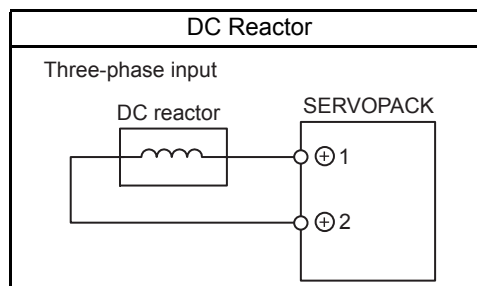 DC Reactor
Three-phase input
DC reactor
SERVOPACK
⊕1
⊕2